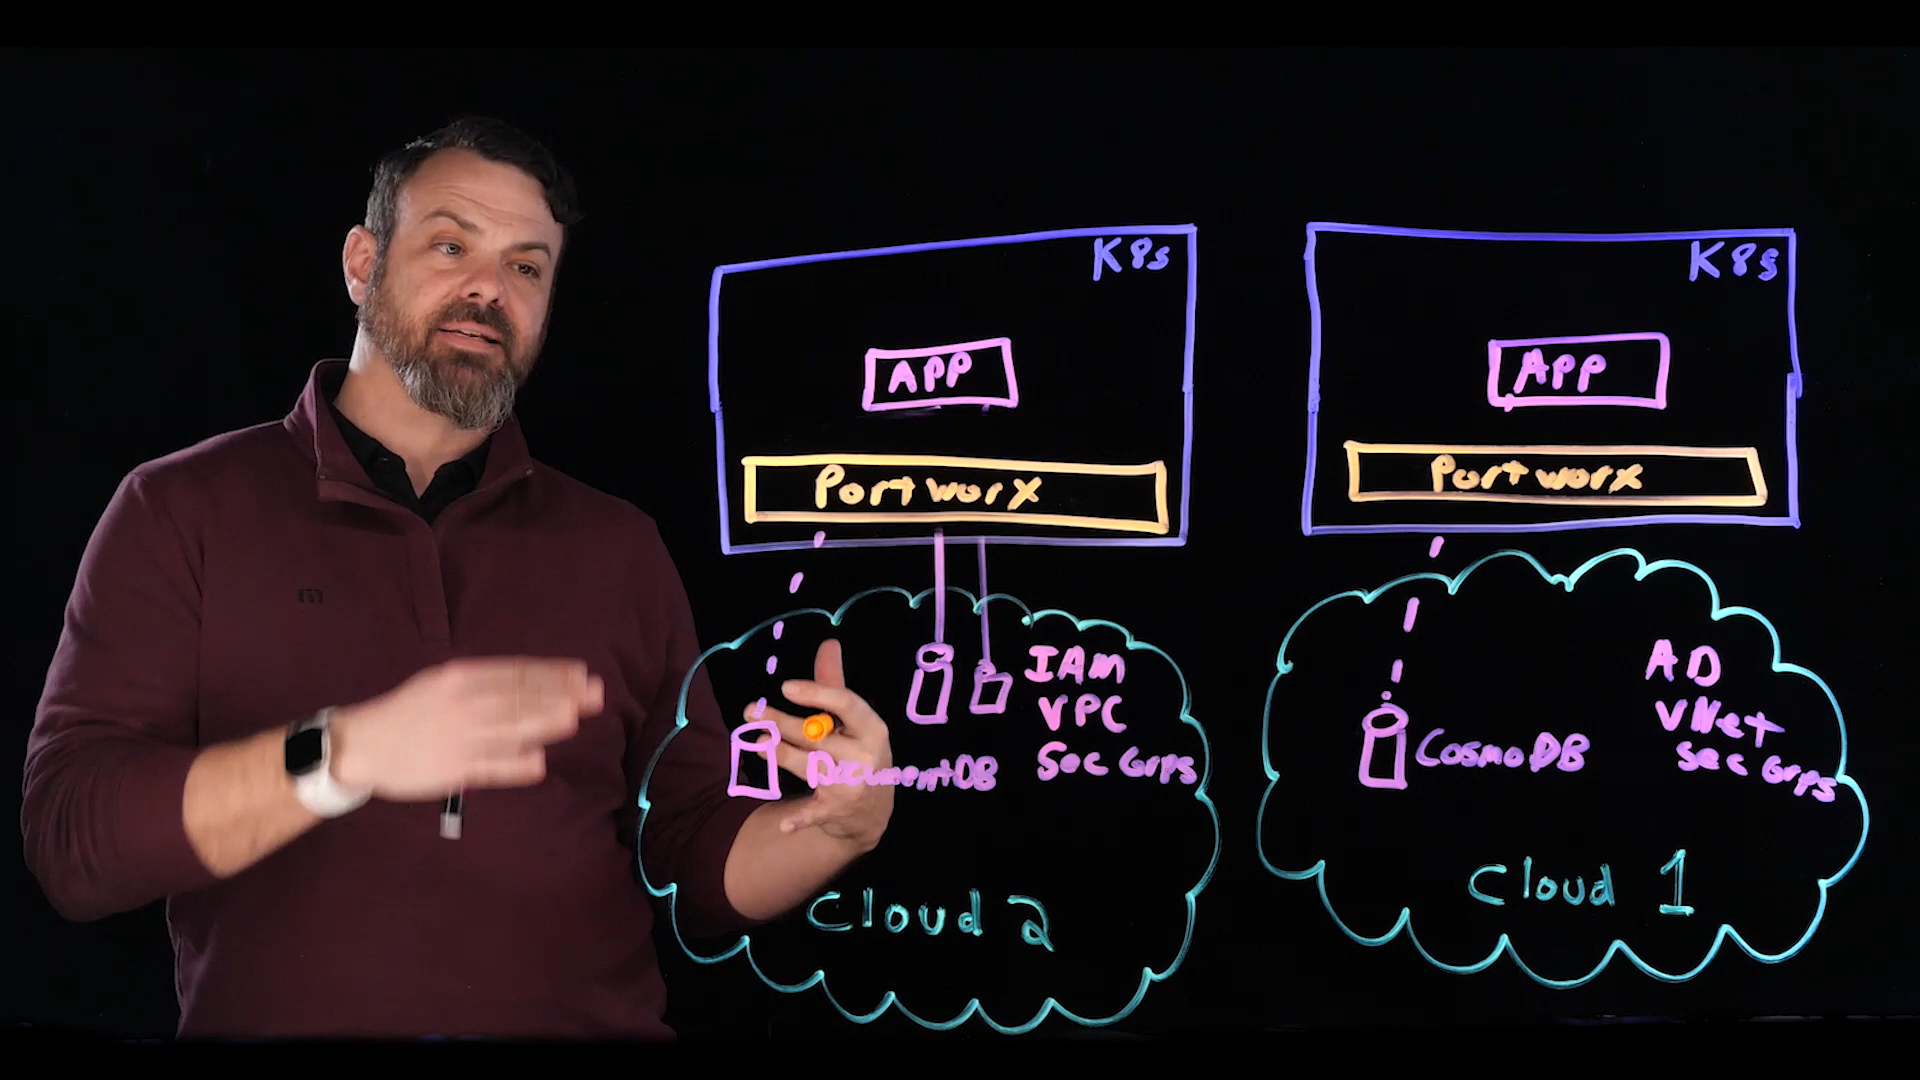 K8s
APP
Portworx
IAM
VPC
Sec Grps
DocumentDB
Cloud 2
K8s
APP
Portworx
AD
VNet
Sec Grps
CosmoDB
Cloud 1
m